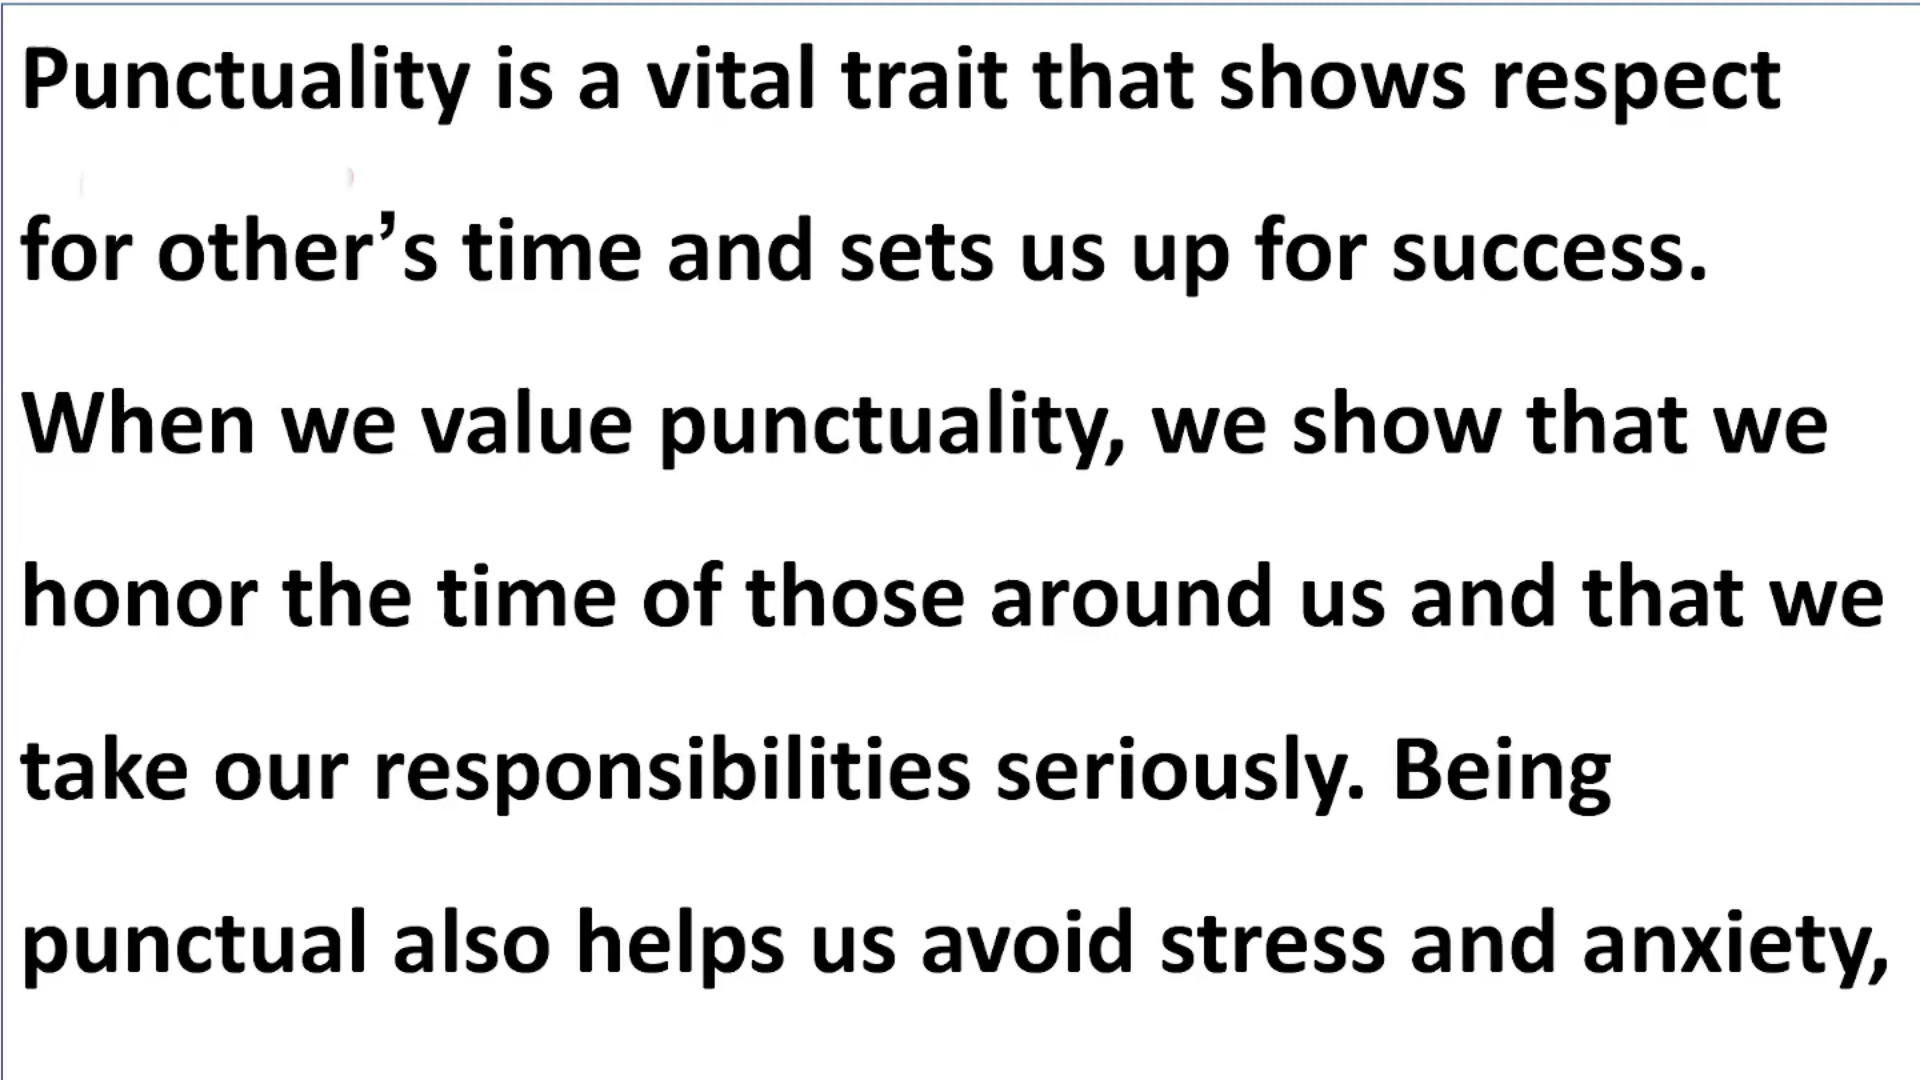 Punctuality is a vital trait that shows respect
for other’s time and sets us up for success.
When we value punctuality, we show that we
honor the time of those around us and that we
take our responsibilities seriously. Being
punctual also helps us avoid stress and anxiety,